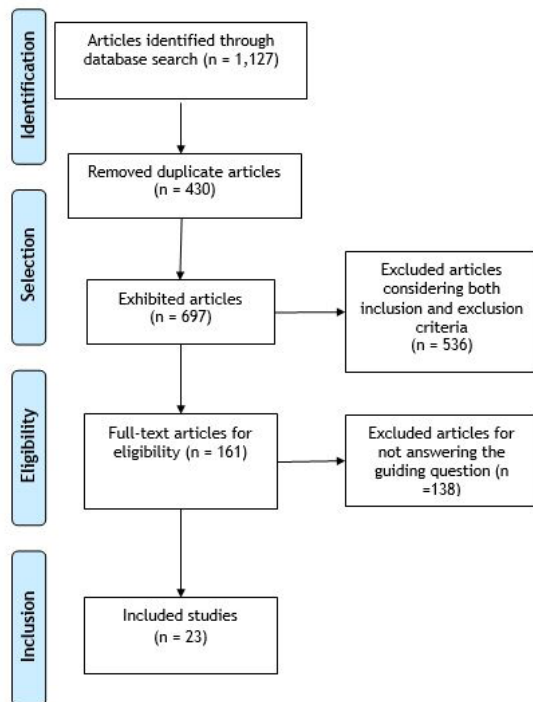 Identification
Articles identified through
database search (n = 1,127)
Removed duplicate articles
(n = 430)
Selection
Exhibited articles
(n = 697)
Excluded articles
considering both
inclusion and exclusion
criteria
(n = 536)
Eligibility
Full-text articles for
eligibility (n = 161)
Excluded articles for
not answering the
guiding question (n
=138)
Inclusion
Included studies
(n = 23)